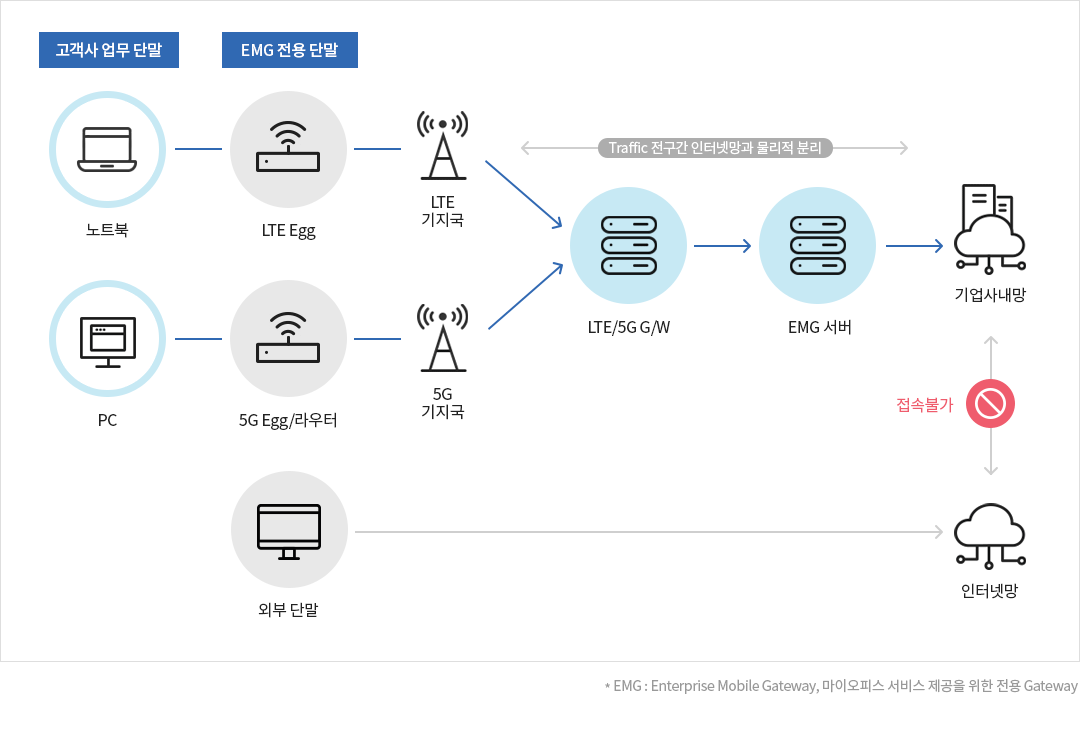 고객사 업무 단말
EMG 전용 단말
Traffic 전구간 인터넷망과 물리적 분리
노트북
LTE Egg
LTE
기지국
LTE/5G G/W
EMG 서버
기업사내망
PC
5G Egg/라우터
5G
기지국
접속불가
외부 단말
인터넷망
* EMG : Enterprise Mobile Gateway, 마이오피스 서비스 제공을 위한 전용 Gateway